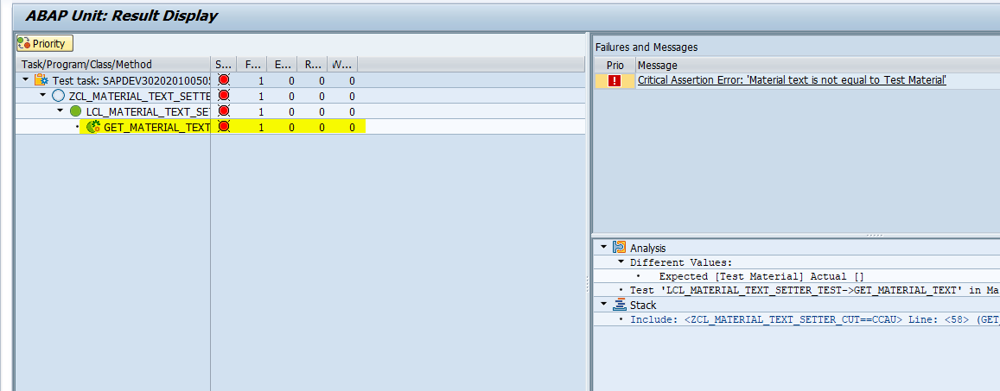 ABAP Unit: Result Display
Priority
Task/Program/Class/Method S... F... E... R... W...
Test task: SAPDEV30202010050 1 0 0 0
ZCL_MATERIAL_TEXT_SETTE 1 0 0 0
LCL_MATERIAL_TEXT_SE 1 0 0 0
GET_MATERIAL_TEXT 1 0 0 0
Failures and Messages
Prio Message
Critical Assertion Error: 'Material text is not equal to Test Material'
Analysis
Different Values:
Expected [Test Material] Actual []
Test 'LCL_MATERIAL_TEXT_SETTER_TEST->GET_MATERIAL_TEXT' in Ma
Stack
Include: <ZCL_MATERIAL_TEXT_SETTER_CUT==CCAU> Line: <58> (GET_